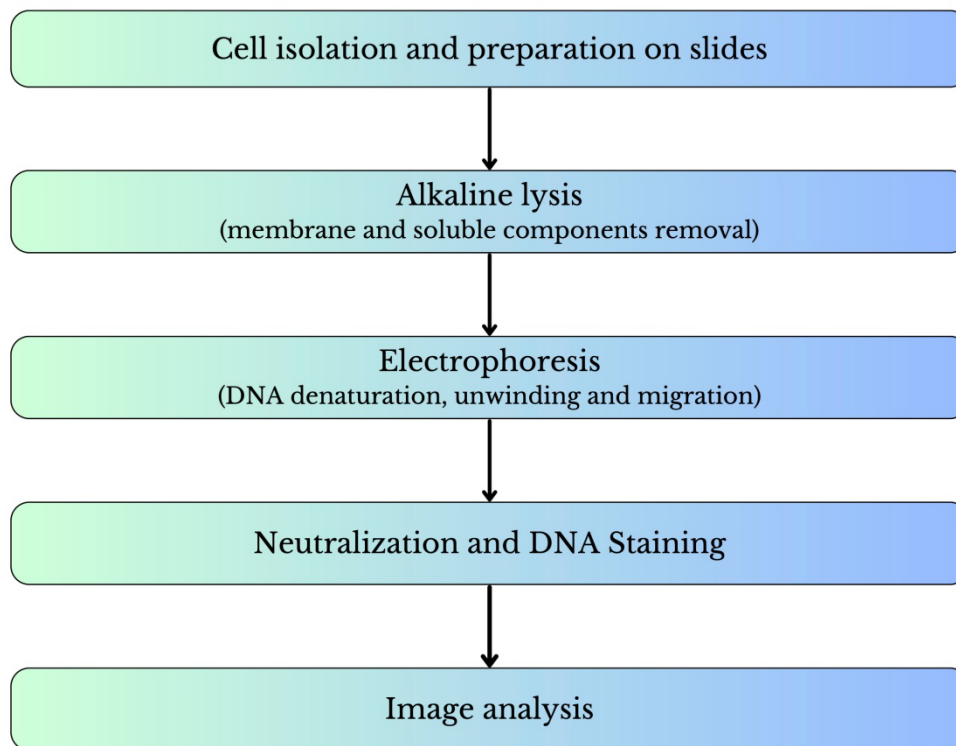 Cell isolation and preparation on slides
Alkaline lysis
(membrane and soluble components removal)
Electrophoresis
(DNA denaturation, unwinding and migration)
Neutralization and DNA Staining
Image analysis